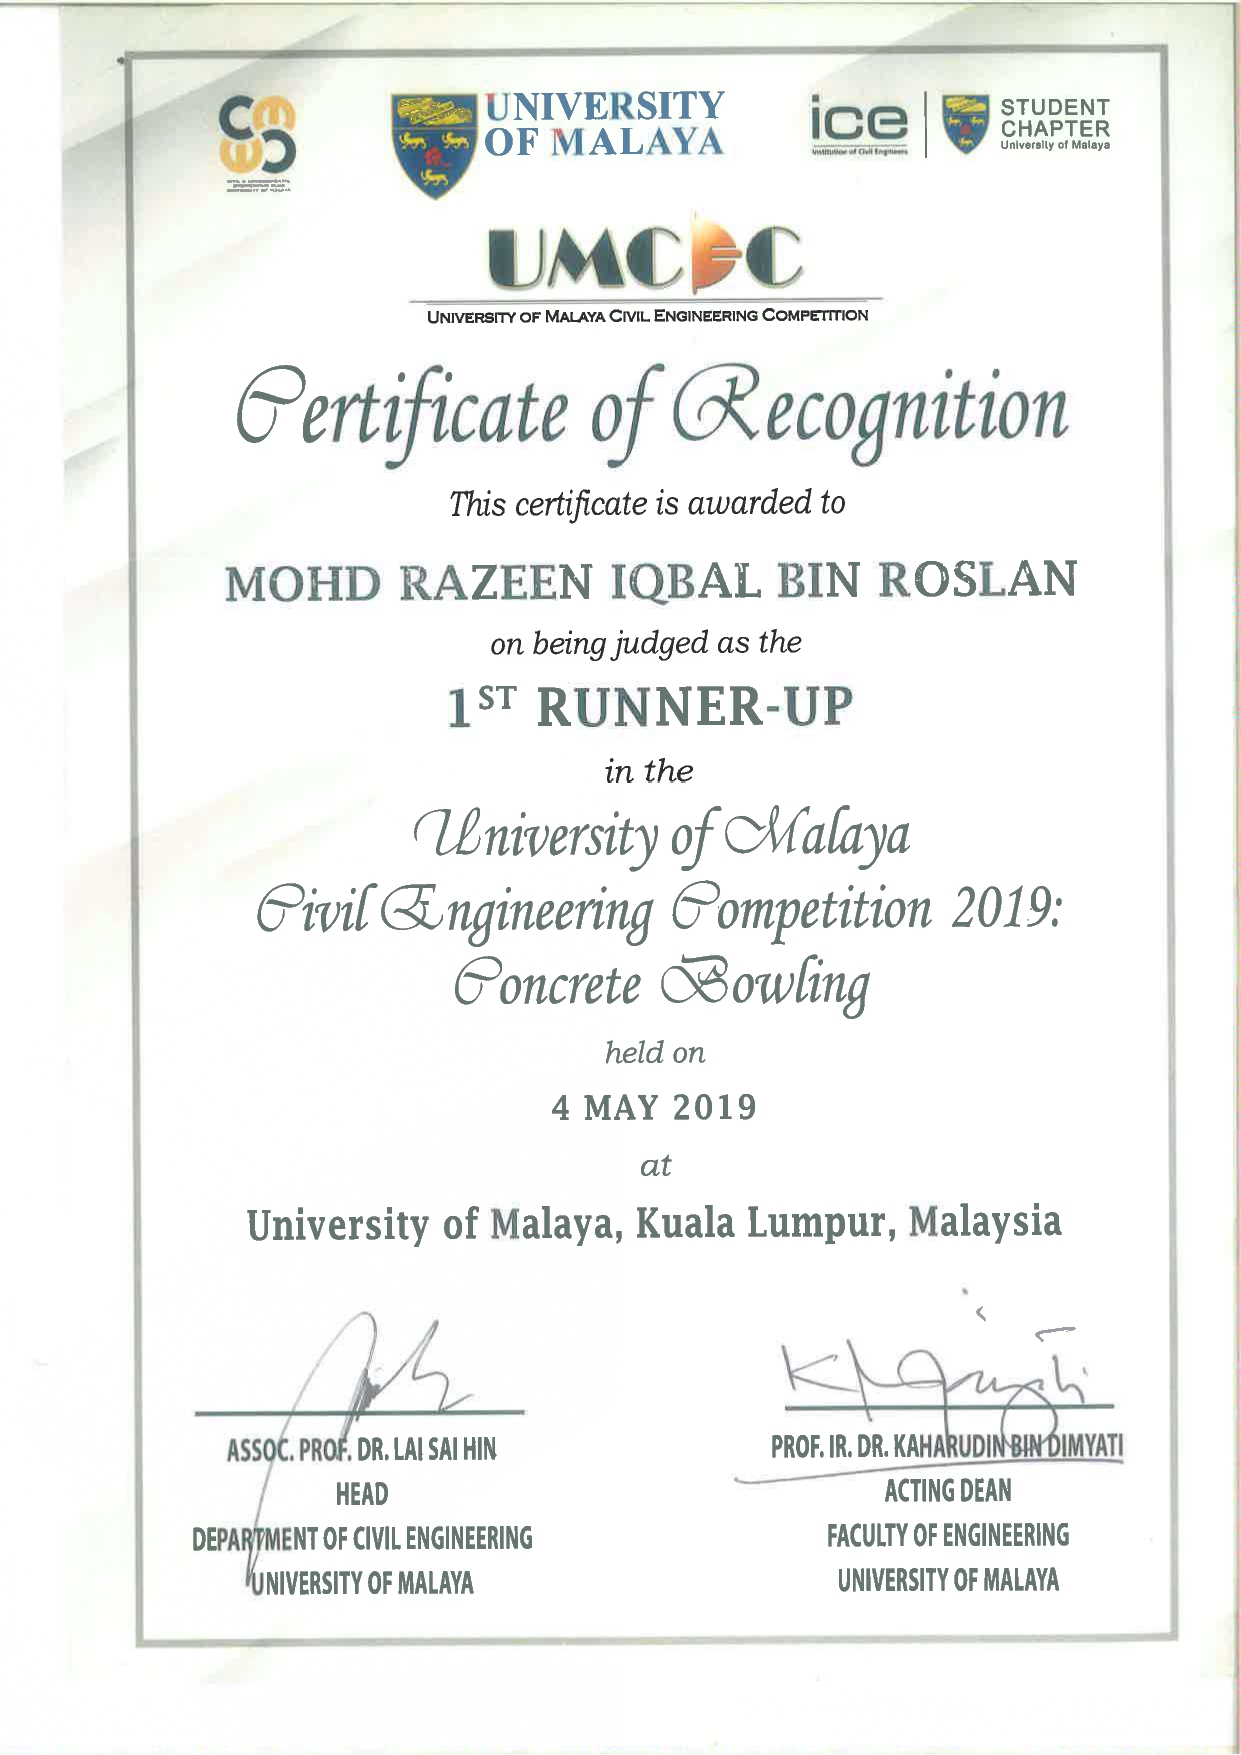 UNIVERSITY
OF MALAYA
ice
Institution of Civil Engineers
STUDENT
CHAPTER
University of Malaya
UMCEC
UNIVERSITY OF MALAYA CIVIL ENGINEERING COMPETITION
Certificate of Recognition
This certificate is awarded to
MOHD RAZEEN IQBAL BIN ROSLAN
on being judged as the
1ST RUNNER-UP
in the
University of Malaya
Civil Engineering Competition 2019:
Concrete Bowling
held on
4 MAY 2019
at
University of Malaya, Kuala Lumpur, Malaysia
ASSOC. PROF. DR. LAI SAI HIN
HEAD
DEPARTMENT OF CIVIL ENGINEERING
UNIVERSITY OF MALAYA
PROF. IR. DR. KAHARUDIN BIN DIMYATI
ACTING DEAN
FACULTY OF ENGINEERING
UNIVERSITY OF MALAYA